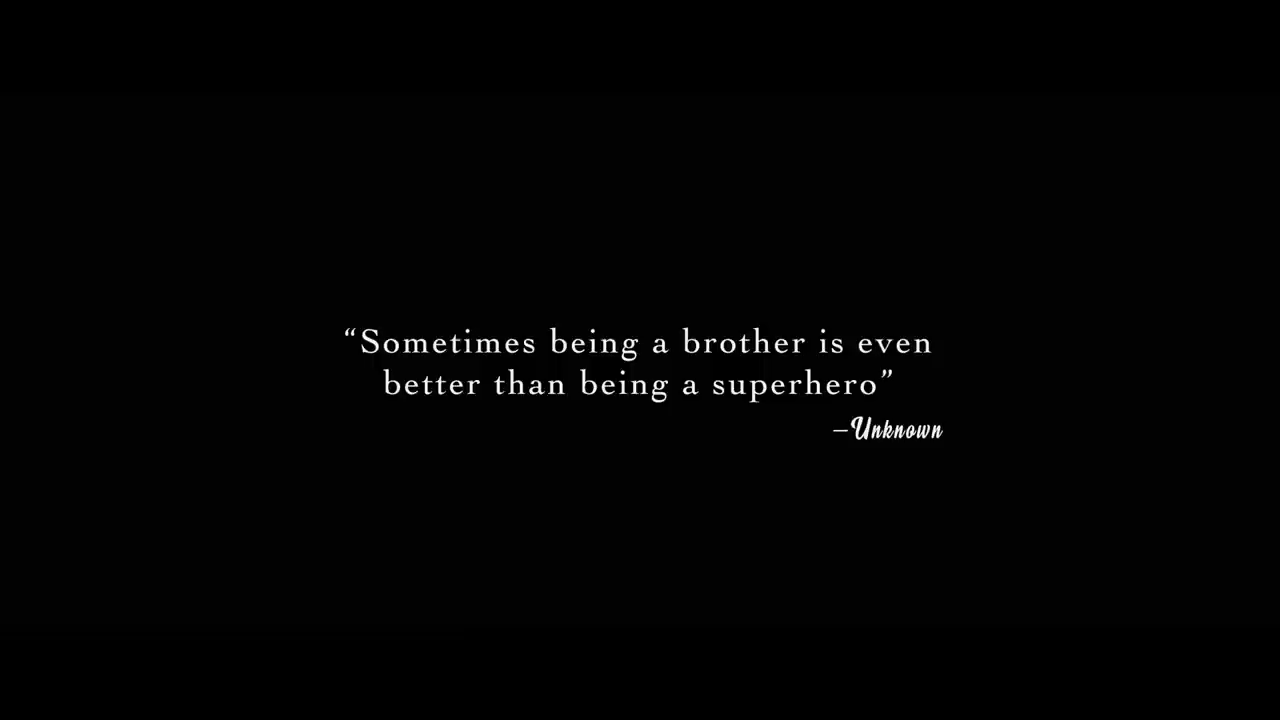 “Sometimes being a brother is even
better than being a superhero”
–Unknown